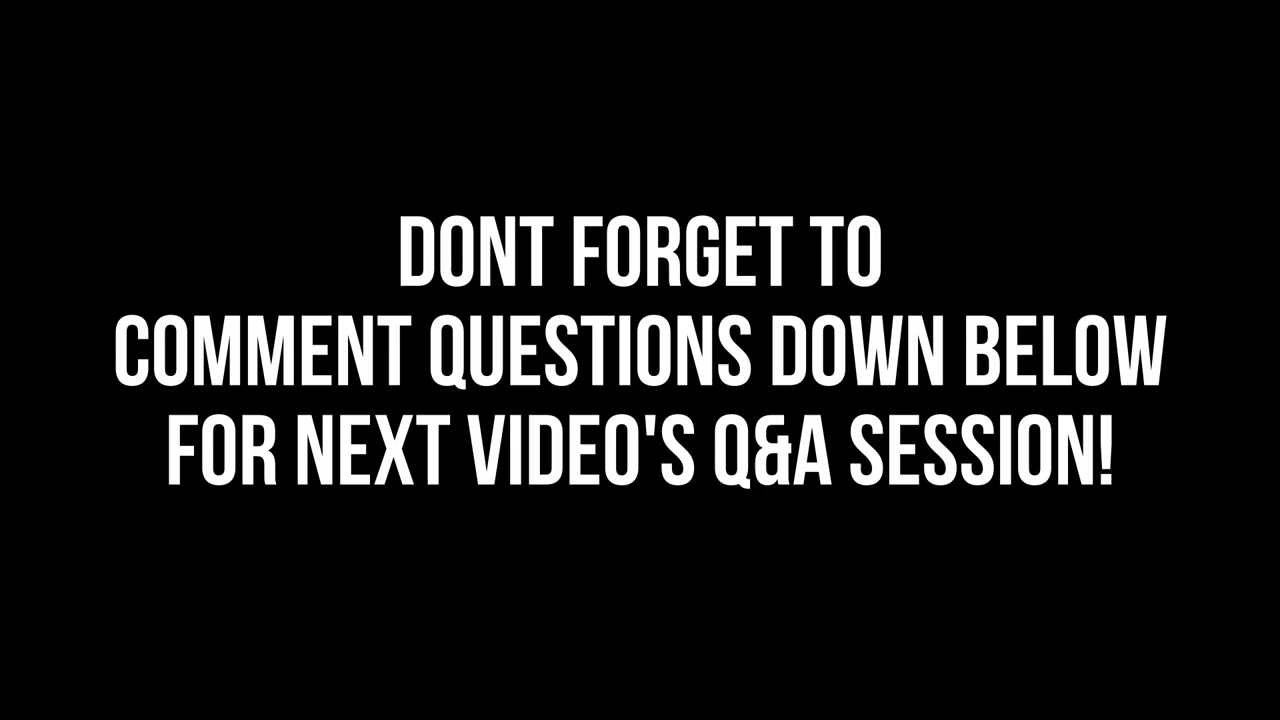 DONT FORGET TO
COMMENT QUESTIONS DOWN BELOW
FOR NEXT VIDEO'S Q&A SESSION!